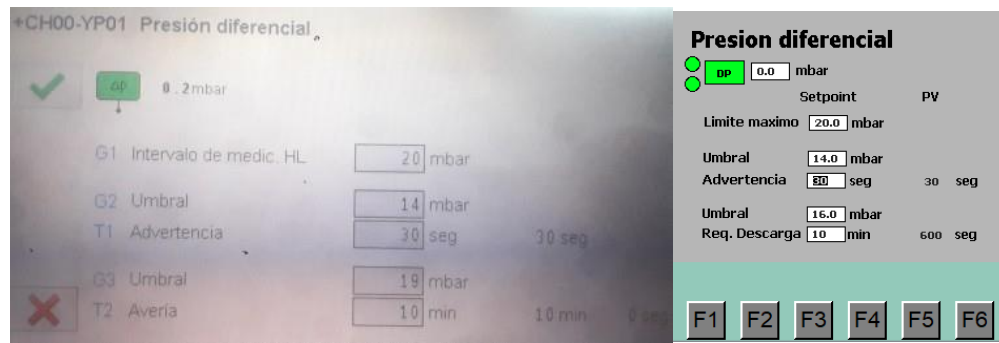 +CH00-YP01 Presión diferencial
Δp 0.2mbar
G1 Intervalo de medic. HL 20 mbar
G2 Umbral 14 mbar
T1 Advertencia 30 seg 30 seg
G3 Umbral 19 mbar
T2 Avería 10 min 10 min 0 seg
Presion diferencial
DP 0.0 mbar
Setpoint PV
Limite maximo 20.0 mbar
Umbral 14.0 mbar
Advertencia 30 seg 30 seg
Umbral 16.0 mbar
Req. Descarga 10 min 600 seg
F1 F2 F3 F4 F5 F6